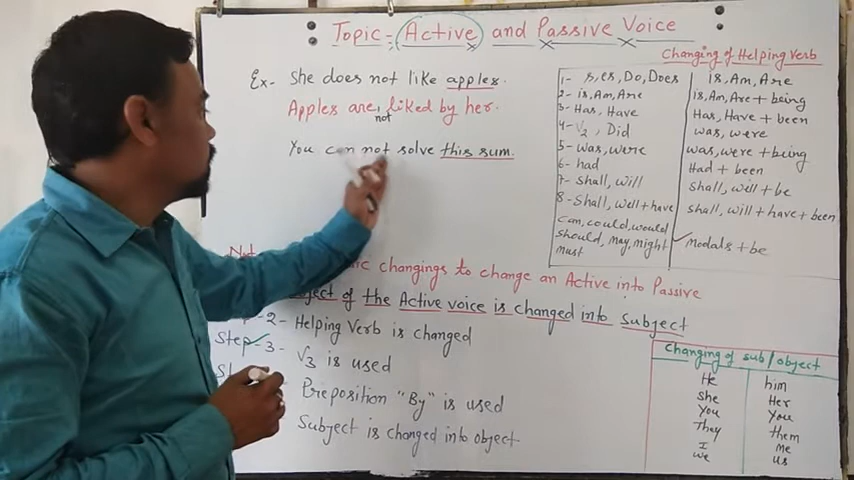 Topic - Active and Passive Voice
Ex- She does not like apples.
Apples are liked by her.
not
You can not solve this sum.
Changing of Helping Verb
1- s, es, Do, Does is, Am, Are
2- is, Am, Are is, Am, Are + being
3- Has, Have Has, Have + been
4- V2, Did was, were
5- was, were was, were + being
6- had Had + been
7- Shall, will Shall, will + be
8- Shall, will + have shall, will + have + been
can, could, would
should, may, might Modals + be
must
changings to change an Active into Passive
of the Active voice is changed into Subject
2- Helping Verb is changed
Step-3- V3 is used
Preposition "By" is used
Subject is changed into object
Changing of sub/object
He him
She Her
You You
They them
I me
we us